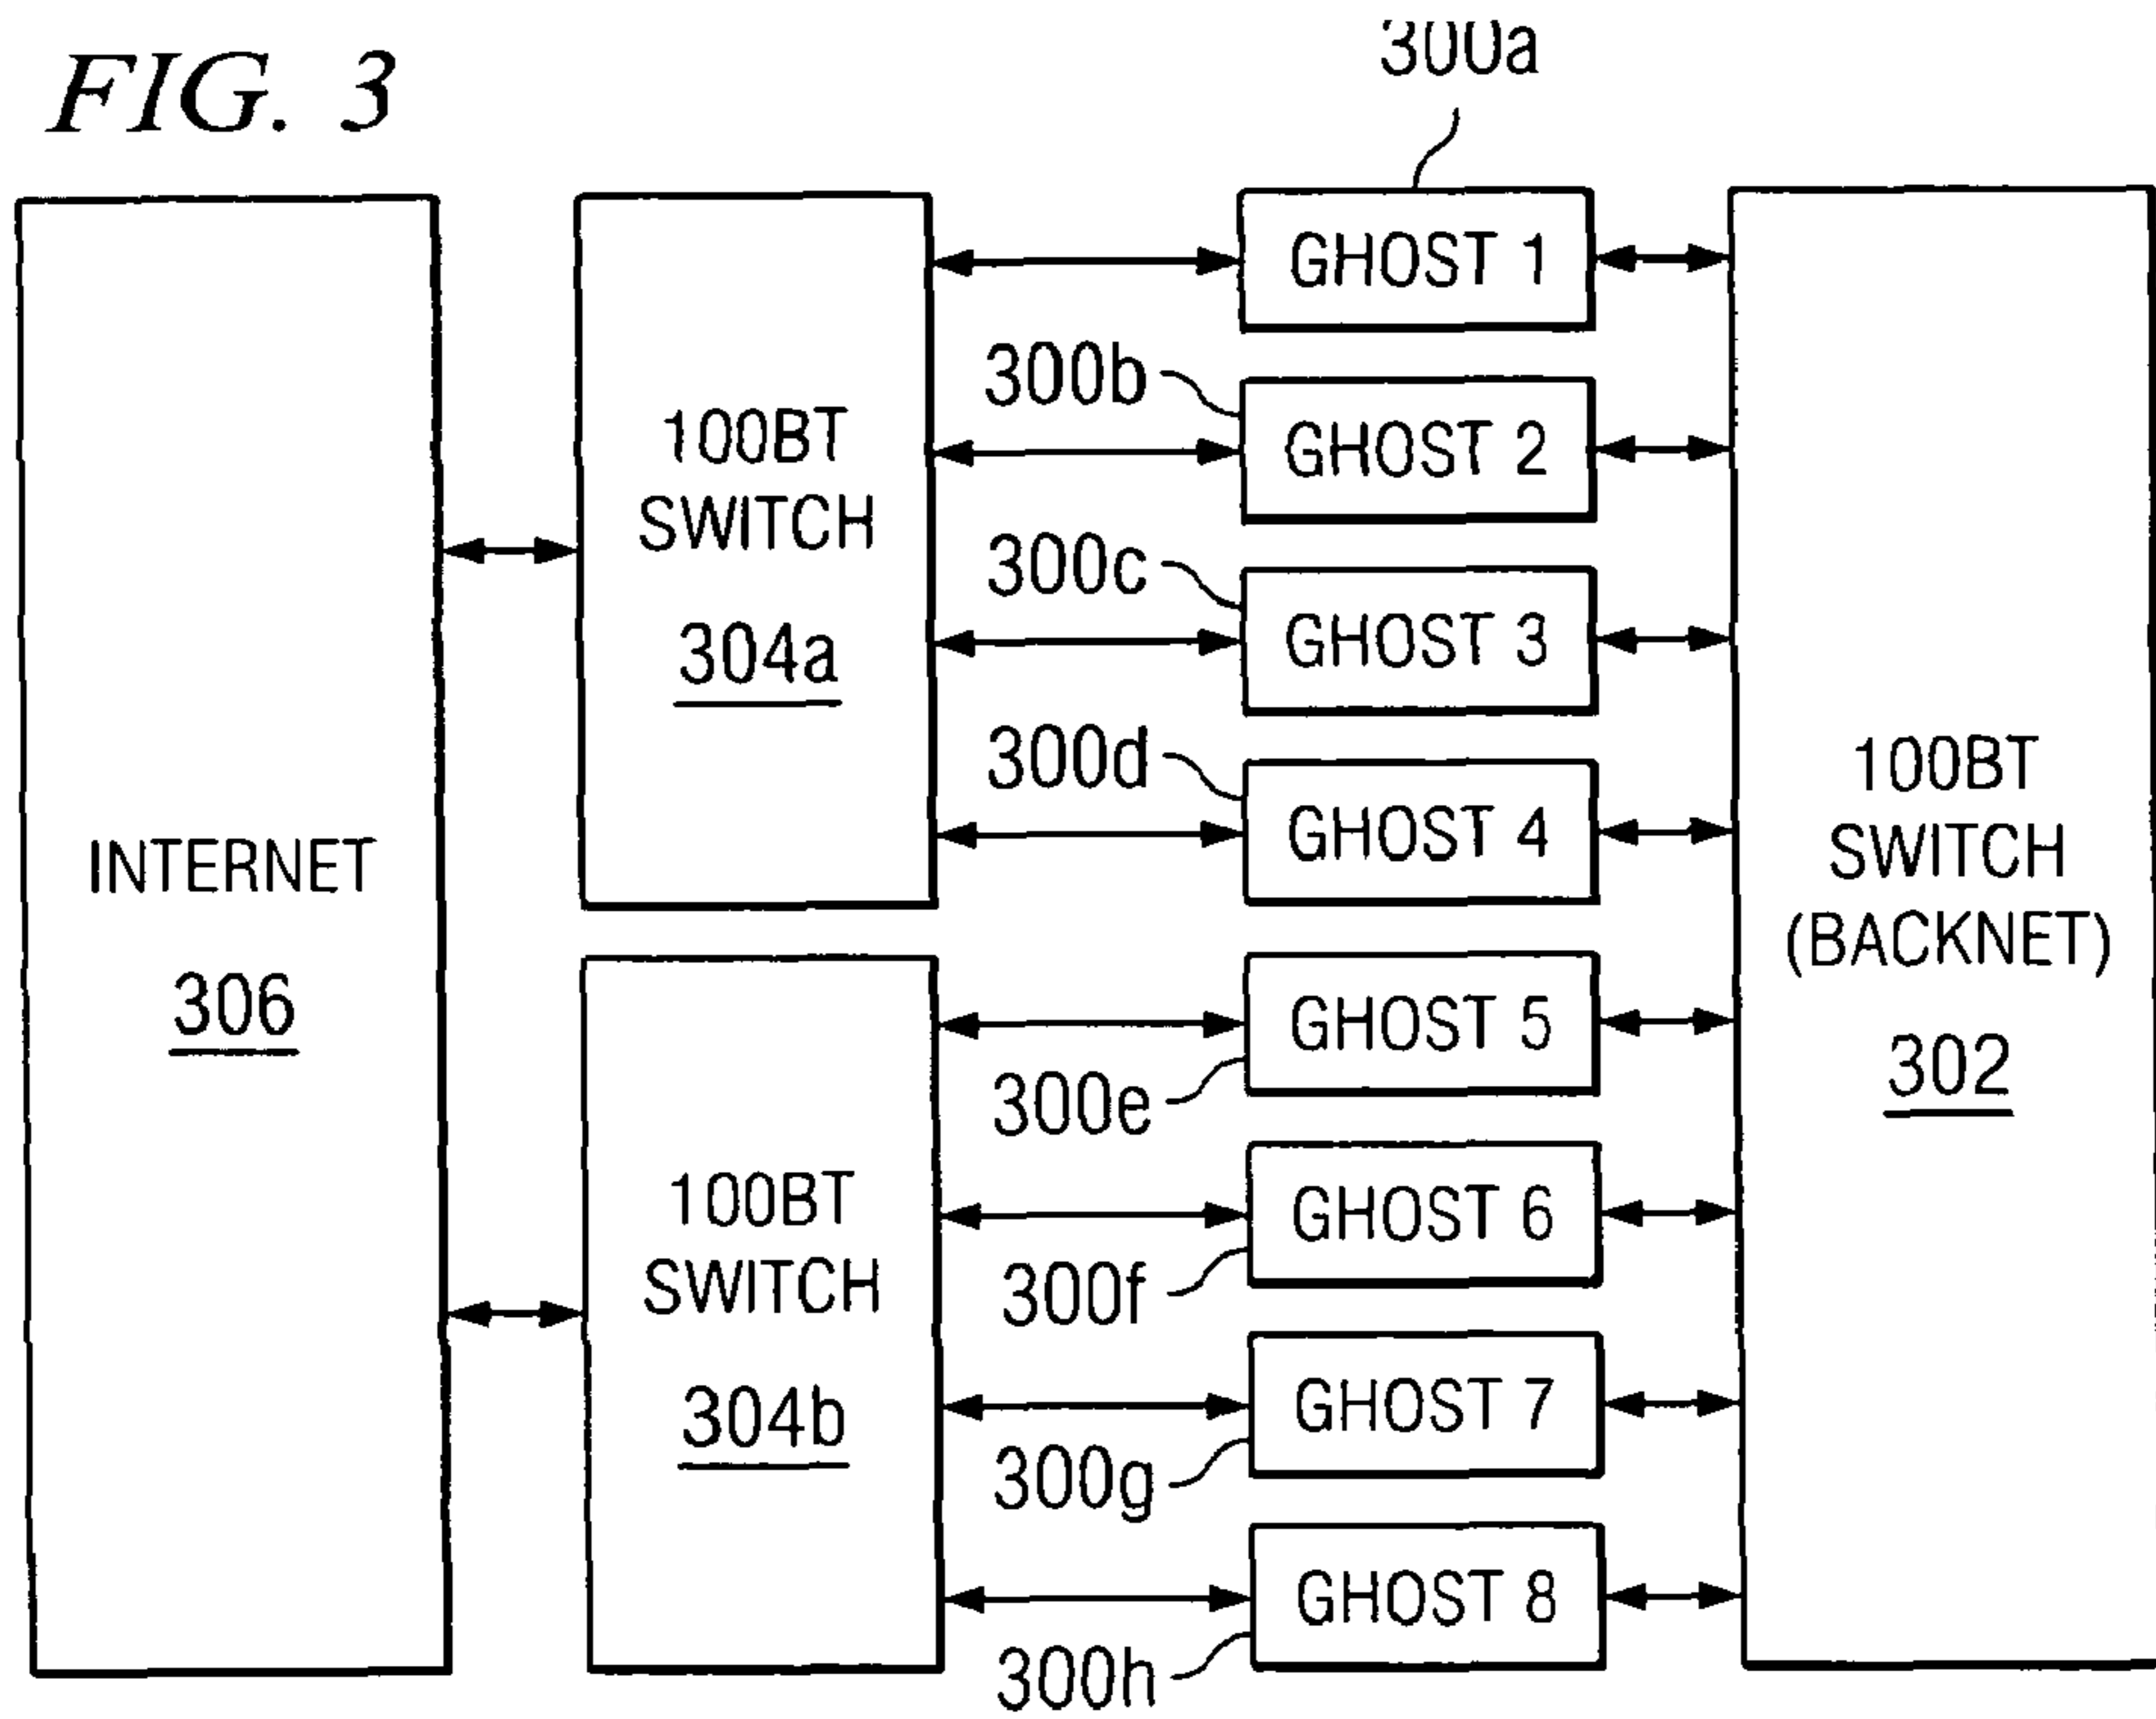 FIG. 3
300a
GHOST 1
300b
GHOST 2
300c
GHOST 3
300d
GHOST 4
GHOST 5
300e
GHOST 6
300f
GHOST 7
300g
GHOST 8
300h
100BT
SWITCH
304a
100BT
SWITCH
304b
INTERNET
306
100BT
SWITCH
(BACKNET)
302